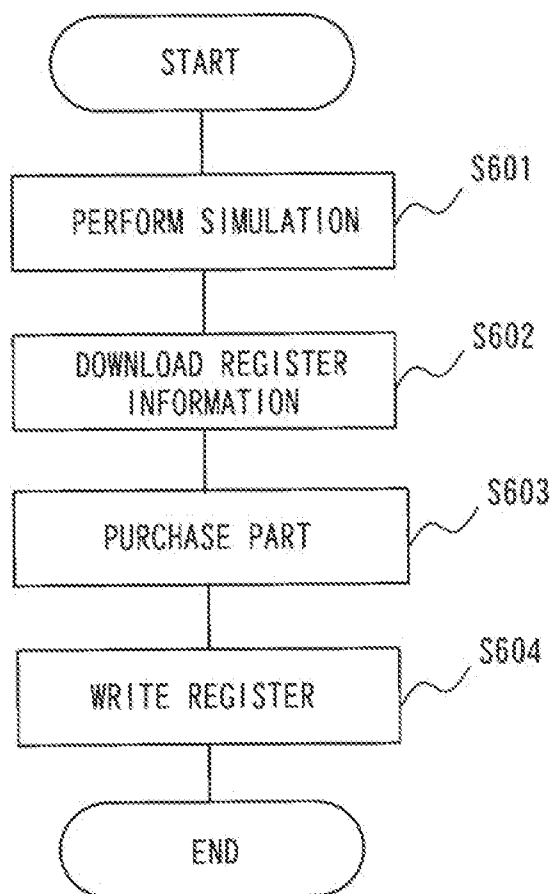 START
S601
PERFORM SIMULATION
S602
DOWNLOAD REGISTER
INFORMATION
S603
PURCHASE PART
S604
WRITE REGISTER
END